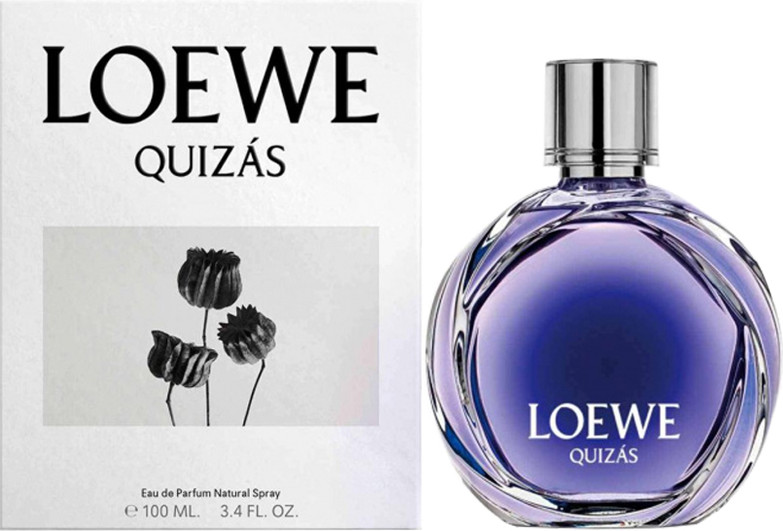 LOEWE
QUIZÁS
Eau de Parfum Natural Spray
℮ 100 ML. 3.4 FL. OZ.
LOEWE
QUIZÁS